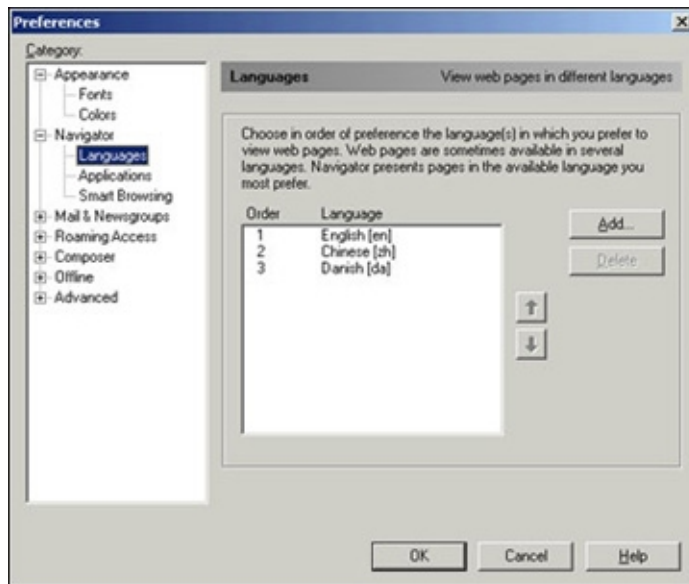 Preferences
Category:
Appearance
Fonts
Colors
Navigator
Languages
Applications
Smart Browsing
Mail & Newsgroups
Roaming Access
Composer
Offline
Advanced
Languages View web pages in different languages
Choose in order of preference the language(s) in which you prefer to
view web pages. Web pages are sometimes available in several
languages. Navigator presents pages in the available language you
most prefer.
Order Language
1 English [en]
2 Chinese [zh]
3 Danish [da]
Add...
Delete
OK Cancel Help